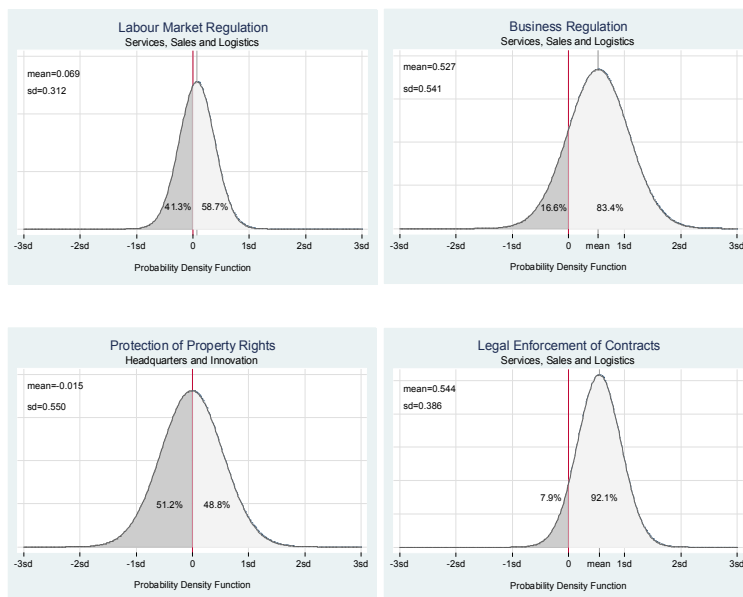 Labour Market Regulation
Services, Sales and Logistics
mean=0.069
sd=0.312
41.3% 58.7%
-3sd -2sd -1sd 0 1sd 2sd 3sd
Probability Density Function
Business Regulation
Services, Sales and Logistics
mean=0.527
sd=0.541
16.6% 83.4%
-3sd -2sd -1sd 0 mean 1sd 2sd 3sd
Probability Density Function
Protection of Property Rights
Headquarters and Innovation
mean=-0.015
sd=0.550
51.2% 48.8%
-3sd -2sd -1sd 0 1sd 2sd 3sd
Probability Density Function
Legal Enforcement of Contracts
Services, Sales and Logistics
mean=0.544
sd=0.386
7.9% 92.1%
-3sd -2sd -1sd 0 mean 1sd 2sd 3sd
Probability Density Function